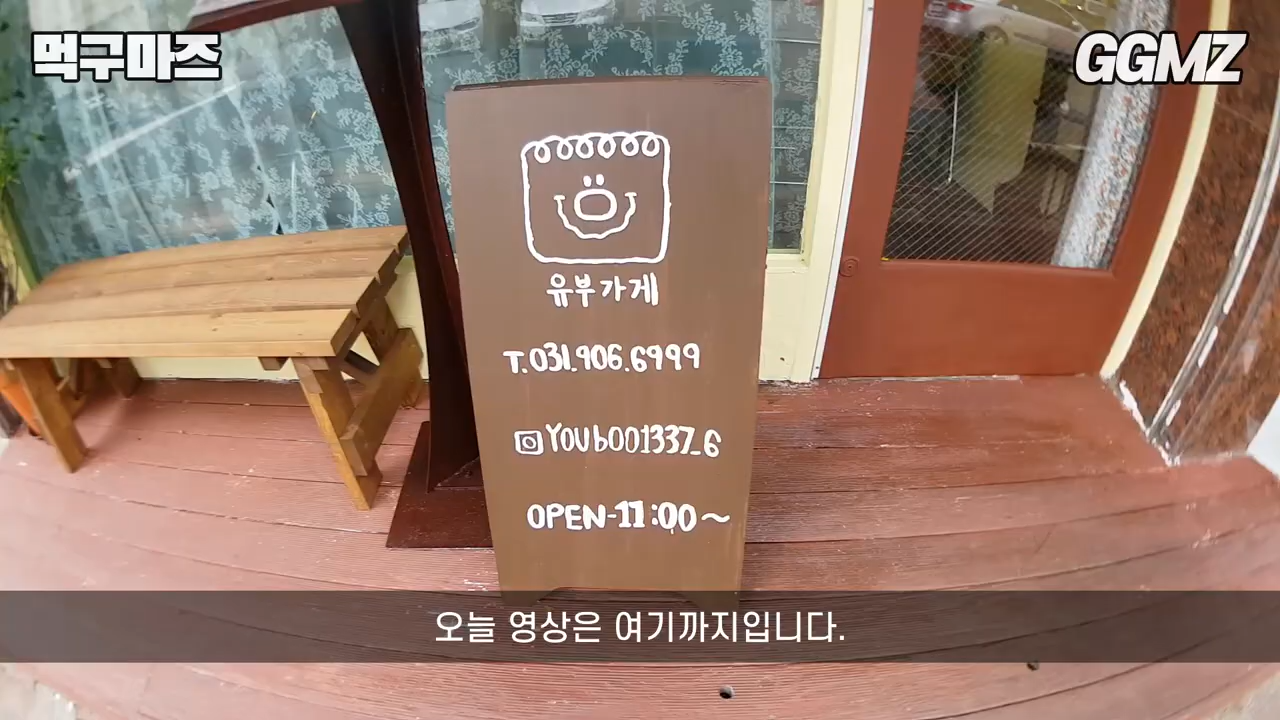 먹구마즈
GGMZ
유부가게
T.031.906.6999
YOUboo1337_6
OPEN-11:00~
오늘 영상은 여기까지입니다.